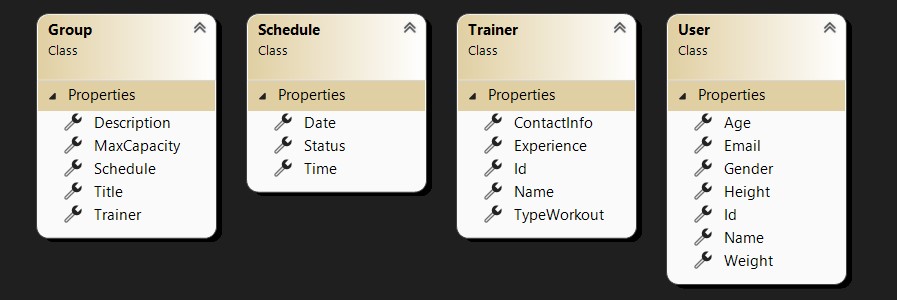 Group
Class
Properties
Description
MaxCapacity
Schedule
Title
Trainer
Schedule
Class
Properties
Date
Status
Time
Trainer
Class
Properties
ContactInfo
Experience
Id
Name
TypeWorkout
User
Class
Properties
Age
Email
Gender
Height
Id
Name
Weight